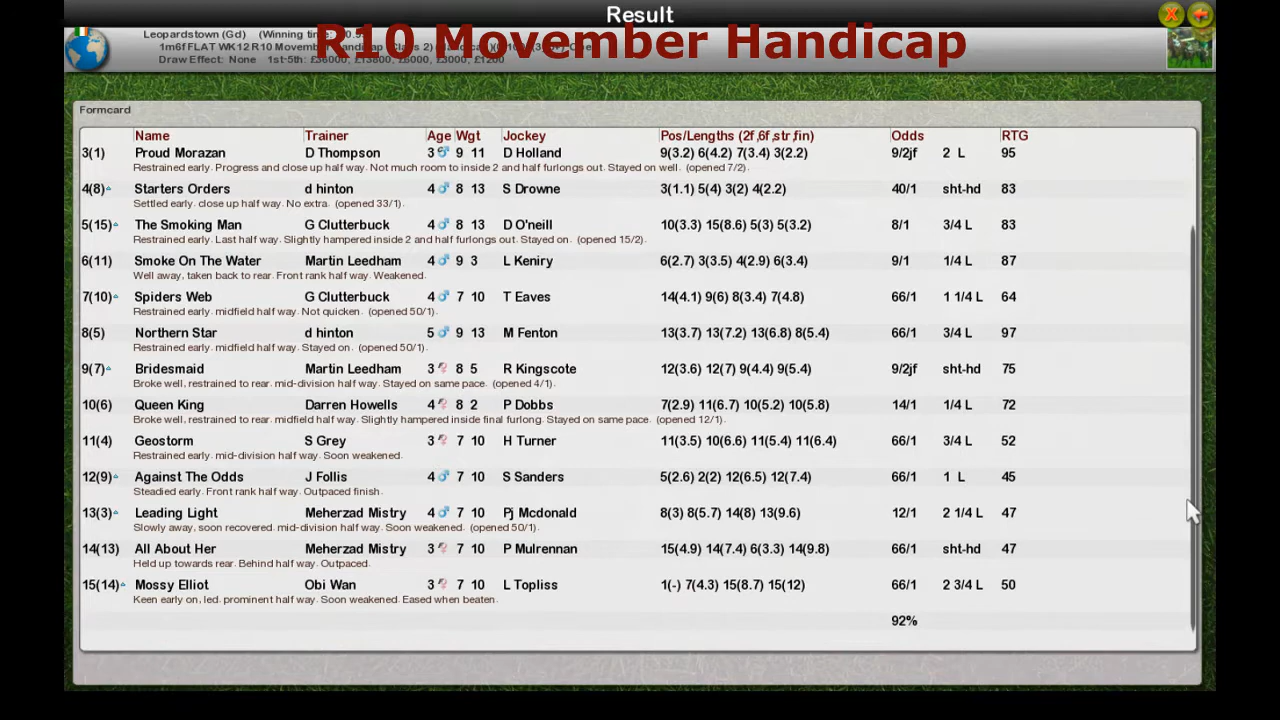 Result
Leopardstown (Gd) (Winning time:
R10 Movember Handicap
1m6f FLAT WK12 R10 Movember Handicap
Draw Effect: None 1st-5th: £36000, £13800, £6000, £3000, £1200
Formcard
Name Trainer Age Wgt Jockey Pos/Lengths (2f,6f,str,fin) Odds RTG
3(1) Proud Morazan D Thompson 3 9 11 D Holland 9(3.2) 6(4.2) 7(3.4) 3(2.2) 9/2jf 2 L 95
Restrained early. Progress and close up half way. Not much room to inside 2 and half furlongs out. Stayed on well. (opened 7/2).
4(8) Starters Orders d hinton 4 8 13 S Drowne 3(1.1) 5(4) 3(2) 4(2.2) 40/1 sht-hd 83
Settled early. close up half way. No extra. (opened 33/1).
5(15) The Smoking Man G Clutterbuck 4 8 13 D O'neill 10(3.3) 15(8.6) 5(3) 5(3.2) 8/1 3/4 L 83
Restrained early. Last half way. Slightly hampered inside 2 and half furlongs out. Stayed on. (opened 15/2).
6(11) Smoke On The Water Martin Leedham 4 9 3 L Keniry 6(2.7) 3(3.5) 4(2.9) 6(3.4) 9/1 1/4 L 87
Well away, taken back to rear. Front rank half way. Weakened.
7(10) Spiders Web G Clutterbuck 4 7 10 T Eaves 14(4.1) 9(6) 8(3.4) 7(4.8) 66/1 1 1/4 L 64
Restrained early. midfield half way. Not quicken. (opened 50/1).
8(5) Northern Star d hinton 5 9 13 M Fenton 13(3.7) 13(7.2) 13(6.8) 8(5.4) 66/1 3/4 L 97
Restrained early. midfield half way. Stayed on. (opened 50/1).
9(7) Bridesmaid Martin Leedham 3 8 5 R Kingscote 12(3.6) 12(7) 9(4.4) 9(5.4) 9/2jf sht-hd 75
Broke well, restrained to rear. mid-division half way. Stayed on same pace. (opened 4/1).
10(6) Queen King Darren Howells 4 8 2 P Dobbs 7(2.9) 11(6.7) 10(5.2) 10(5.8) 14/1 1/4 L 72
Broke well, restrained to rear. midfield half way. Slightly hampered inside final furlong. Stayed on same pace. (opened 12/1).
11(4) Geostorm S Grey 3 7 10 H Turner 11(3.5) 10(6.6) 11(5.4) 11(6.4) 66/1 3/4 L 52
Restrained early. mid-division half way. Soon weakened.
12(9) Against The Odds J Follis 4 7 10 S Sanders 5(2.6) 2(2) 12(6.5) 12(7.4) 66/1 1 L 45
Steadied early. Front rank half way. Outpaced finish.
13(3) Leading Light Meherzad Mistry 4 7 10 Pj Mcdonald 8(3) 8(5.7) 14(8) 13(9.6) 12/1 2 1/4 L 47
Slowly away, soon recovered. mid-division half way. Soon weakened. (opened 50/1).
14(13) All About Her Meherzad Mistry 3 7 10 P Mulrennan 15(4.9) 14(7.4) 6(3.3) 14(9.8) 66/1 sht-hd 47
Held up towards rear. Behind half way. Outpaced.
15(14) Mossy Elliot Obi Wan 3 7 10 L Topliss 1(-) 7(4.3) 15(8.7) 15(12) 66/1 2 3/4 L 50
Keen early on, led. prominent half way. Soon weakened. Eased when beaten.
92%